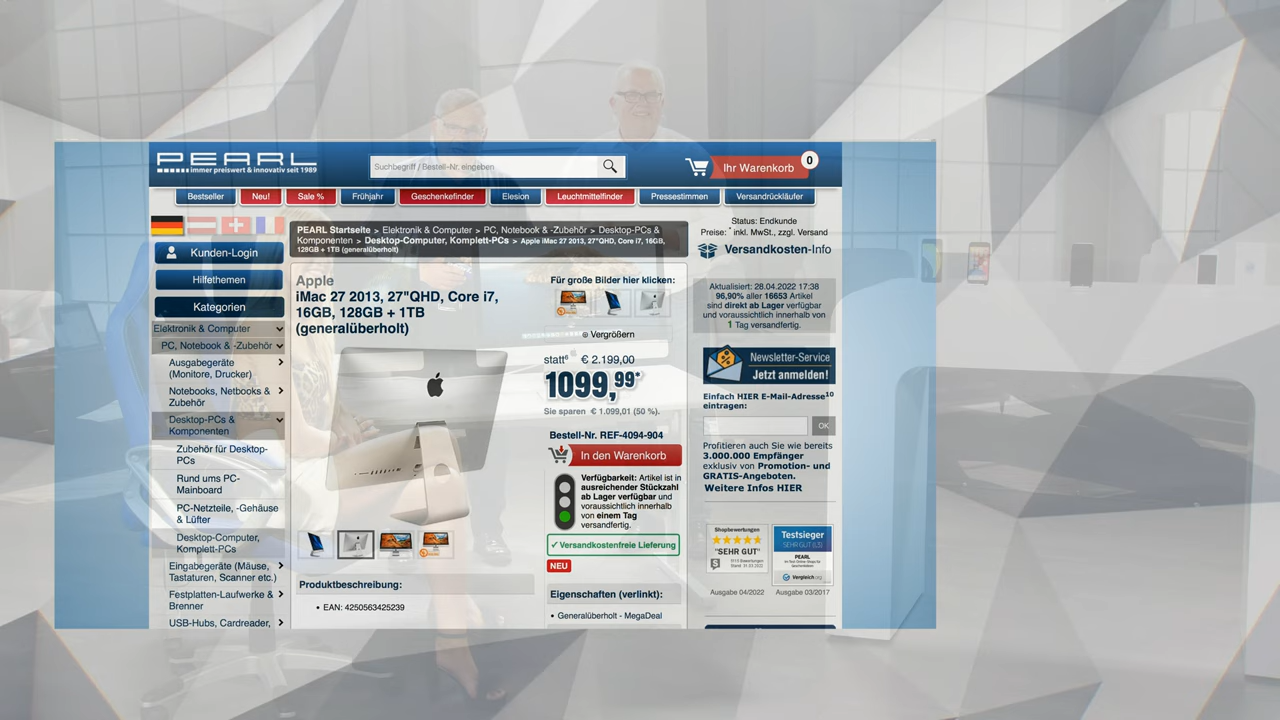 PEARL
immer preiswert & innovativ seit 1989
Suchbegriff / Bestell-Nr. eingeben
Ihr Warenkorb
0
Bestseller
Neu!
Sale %
Frühjahr
Geschenkefinder
Elesion
Leuchtmittelfinder
Pressestimmen
Versandrückläufer
Kunden-Login
Hilfethemen
Kategorien
Elektronik & Computer
PC, Notebook & -Zubehör
Ausgabegeräte
(Monitore, Drucker)
Notebooks, Netbooks &
Zubehör
Desktop-PCs &
Komponenten
Zubehör für Desktop-
PCs
Rund ums PC-
Mainboard
PC-Netzteile, -Gehäuse
& Lüfter
Desktop-Computer,
Komplett-PCs
Eingabegeräte (Mäuse,
Tastaturen, Scanner etc.)
Festplatten-Laufwerke &
Brenner
USB-Hubs, Cardreader,
PEARL Startseite > Elektronik & Computer > PC, Notebook & -Zubehör > Desktop-PCs &
Komponenten > Desktop-Computer, Komplett-PCs > Apple iMac 27 2013, 27"QHD, Core i7, 16GB,
128GB + 1TB (generalüberholt)
Apple
iMac 27 2013, 27"QHD, Core i7,
16GB, 128GB + 1TB
(generalüberholt)
Produktbeschreibung:
• EAN: 4250563425239
Für große Bilder hier klicken:
Vergrößern
statt⁶ € 2.199,00
1099,99*
Sie sparen € 1.099,01 (50 %).
Bestell-Nr. REF-4094-904
In den Warenkorb
Verfügbarkeit: Artikel ist in
ausreichender Stückzahl
ab Lager verfügbar und
voraussichtlich innerhalb
von einem Tag
versandfertig.
✓ Versandkostenfreie Lieferung
NEU
Eigenschaften (verlinkt):
• Generalüberholt - MegaDeal
Status: Endkunde
Preise: * inkl. MwSt., zzgl. Versand
Versandkosten-Info
Aktualisiert: 28.04.2022 17:38
96,90% aller 16653 Artikel
sind direkt ab Lager verfügbar
und voraussichtlich innerhalb von
1 Tag versandfertig.
Newsletter-Service
Jetzt anmelden!
Einfach HIER E-Mail-Adresse¹⁰
eintragen:
OK
Profitieren auch Sie wie bereits
3.000.000 Empfänger
exklusiv von Promotion- und
GRATIS-Angeboten.
Weitere Infos HIER
Shopbewertungen
"SEHR GUT"
Ausgabe 04/2022
Testsieger
SEHR GUT (1,5)
PEARL
Vergleich.org
Ausgabe 03/2017